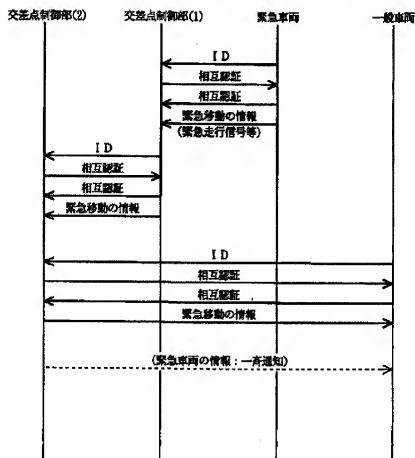 交差点制御部(2) 交差点制御部(1) 緊急車両 一般車両
ID
相互認証
相互認証
緊急移動の情報
(緊急走行信号等)
ID
相互認証
相互認証
緊急移動の情報
ID
相互認証
相互認証
緊急移動の情報
(緊急車両の情報：一斉通知)